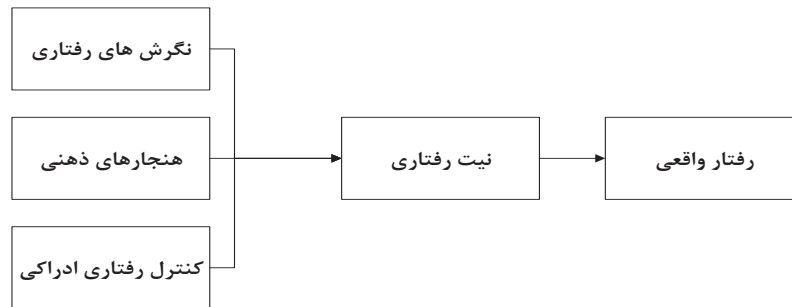 نگرش های رفتاری
هنجارهای ذهنی
نیت رفتاری
رفتار واقعی
کنترل رفتاری ادراکی